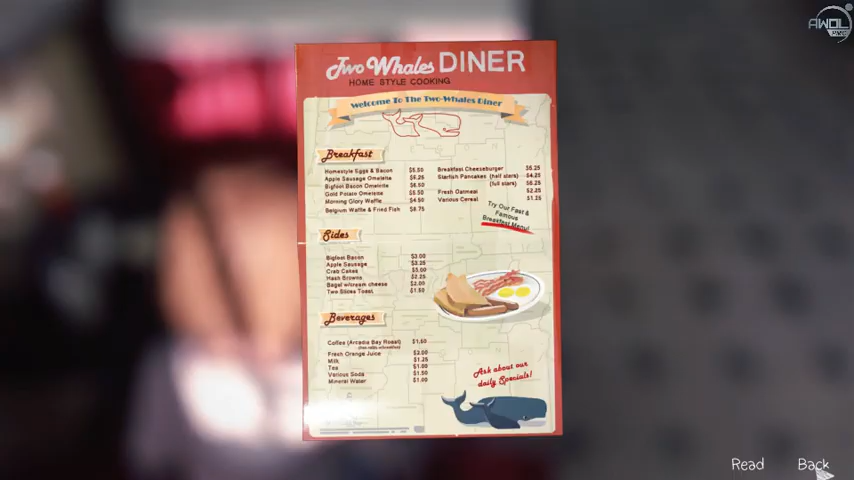 AWOL
Two Whales DINER
HOME STYLE COOKING
Welcome To The Two-Whales Diner
Breakfast
Homestyle Eggs & Bacon $5.50
Apple Sausage Omelette $5.25
Bigfoot Bacon Omelette $6.50
Gold Potato Omelette $5.50
Morning Glory Waffle $4.50
Belgium Waffle & Fried Fish $6.75
Breakfast Cheeseburger $5.25
Starfish Pancakes (half stars) $4.25
(full stars) $6.25
Fresh Oatmeal $2.25
Various Cereal $1.25
Try Our Fast &
Famous
Breakfast Menu!
Sides
Bigfoot Bacon $3.00
Apple Sausage $3.25
Crab Cakes $5.00
Hash Browns $2.25
Bagel w/cream cheese $2.00
Two Slices Toast $1.50
Beverages
Coffee (Arcadia Bay Roast) $1.50
Fresh Orange Juice $2.00
Milk $1.25
Tea $1.00
Various Soda $1.50
Mineral Water $1.00
Ask about our
daily Specials!
Read Back